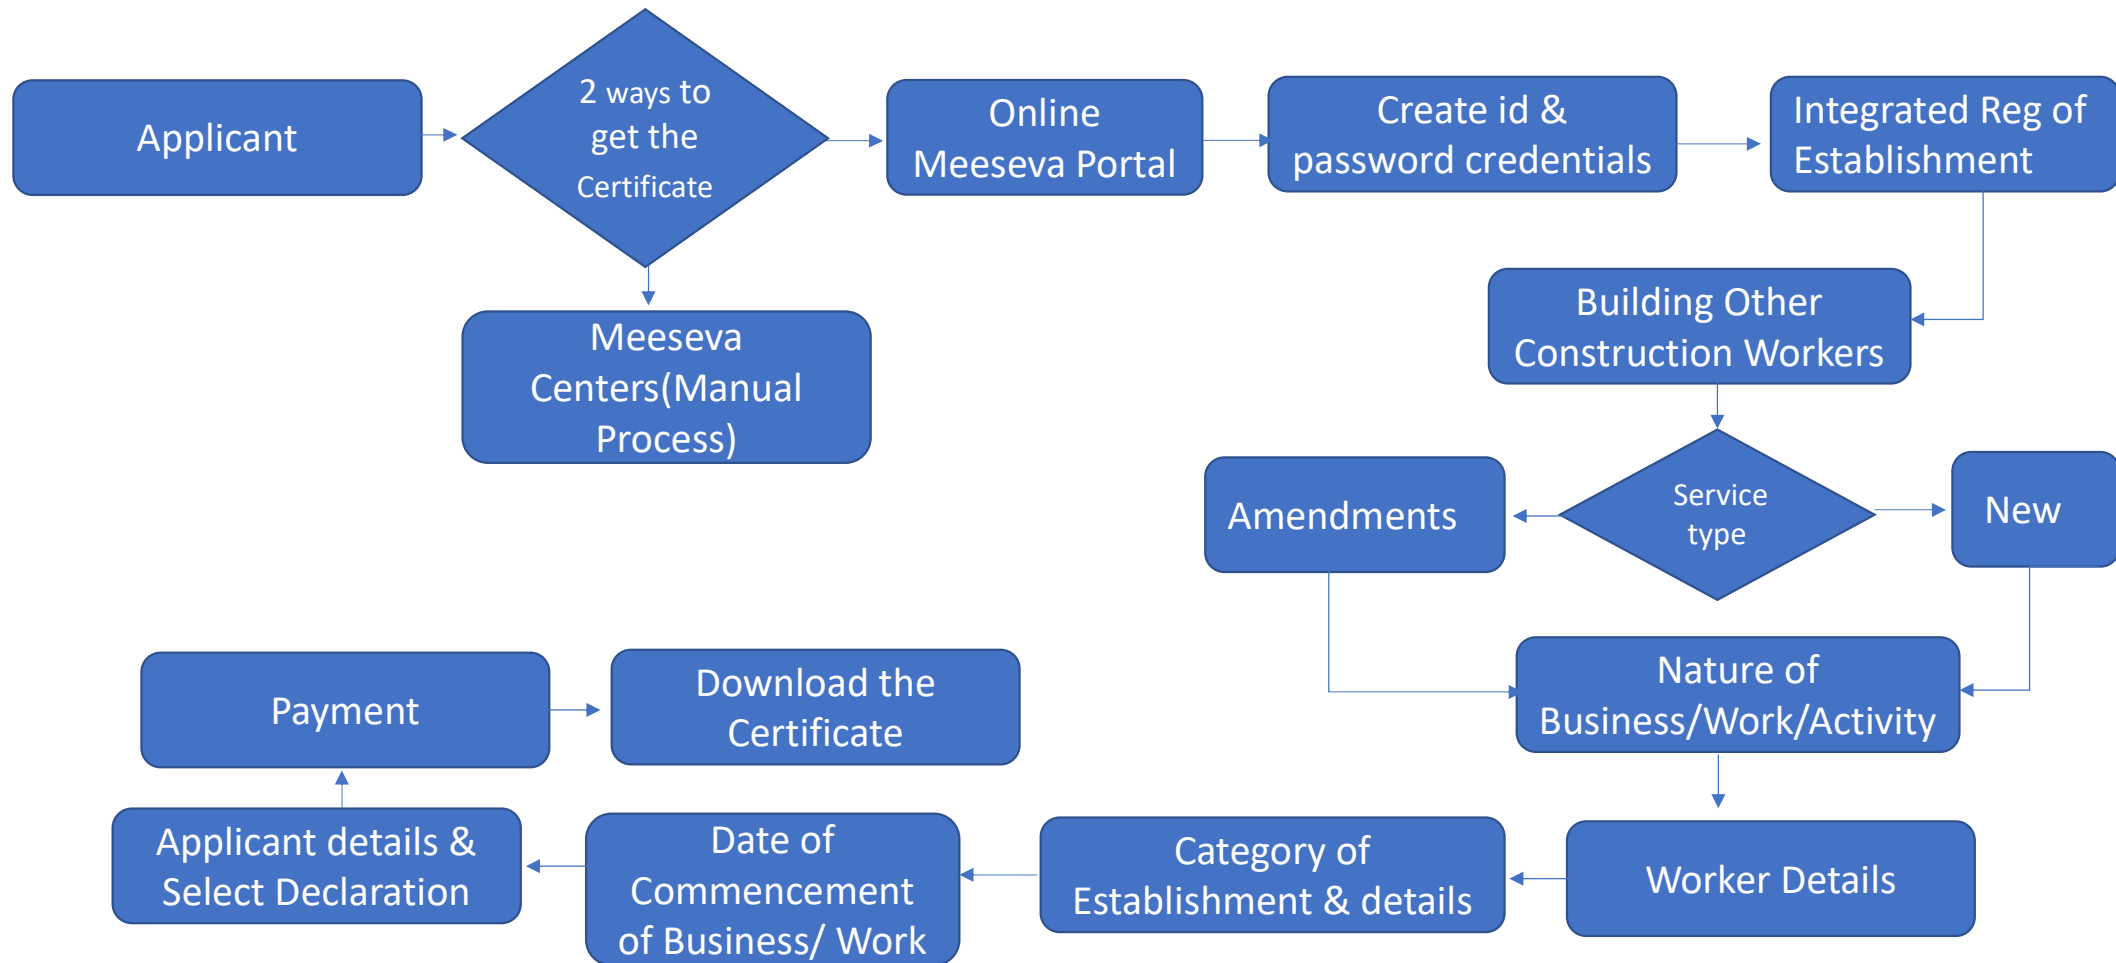 Applicant
2 ways to
get the
Certificate
Online
Meeseva Portal
Create id &
password credentials
Integrated Reg of
Establishment
Meeseva
Centers(Manual
Process)
Building Other
Construction Workers
Amendments
Service
type
New
Nature of
Business/Work/Activity
Payment
Download the
Certificate
Applicant details &
Select Declaration
Date of
Commencement
of Business/ Work
Category of
Establishment & details
Worker Details